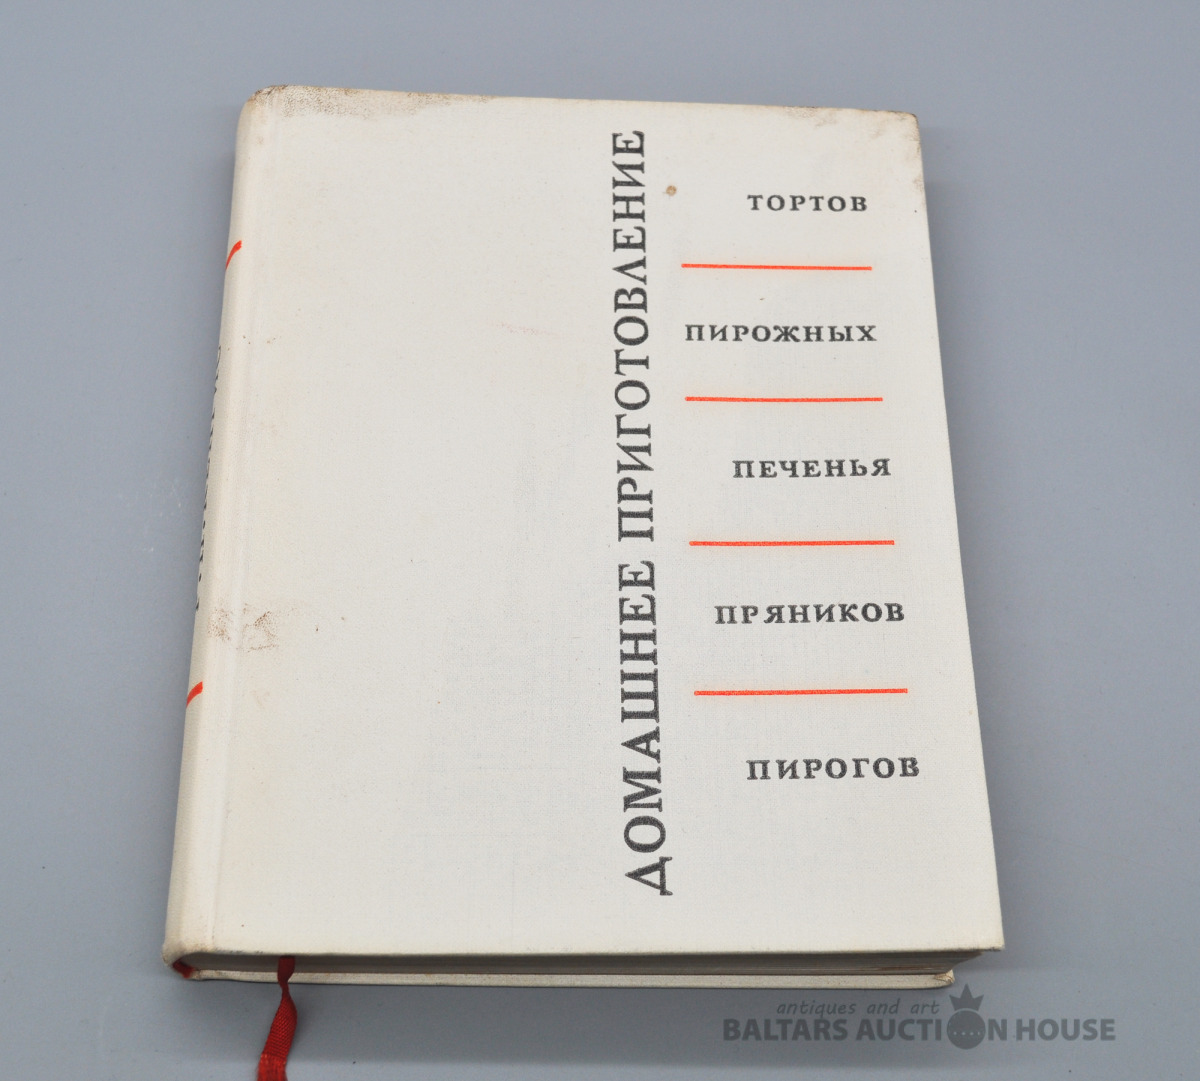 ДОМАШНЕЕ ПРИГОТОВЛЕНИЕ
ТОРТОВ
ПИРОЖНЫХ
ПЕЧЕНЬЯ
ПРЯНИКОВ
ПИРОГОВ
antiques and art
BALTARS AUCTION HOUSE